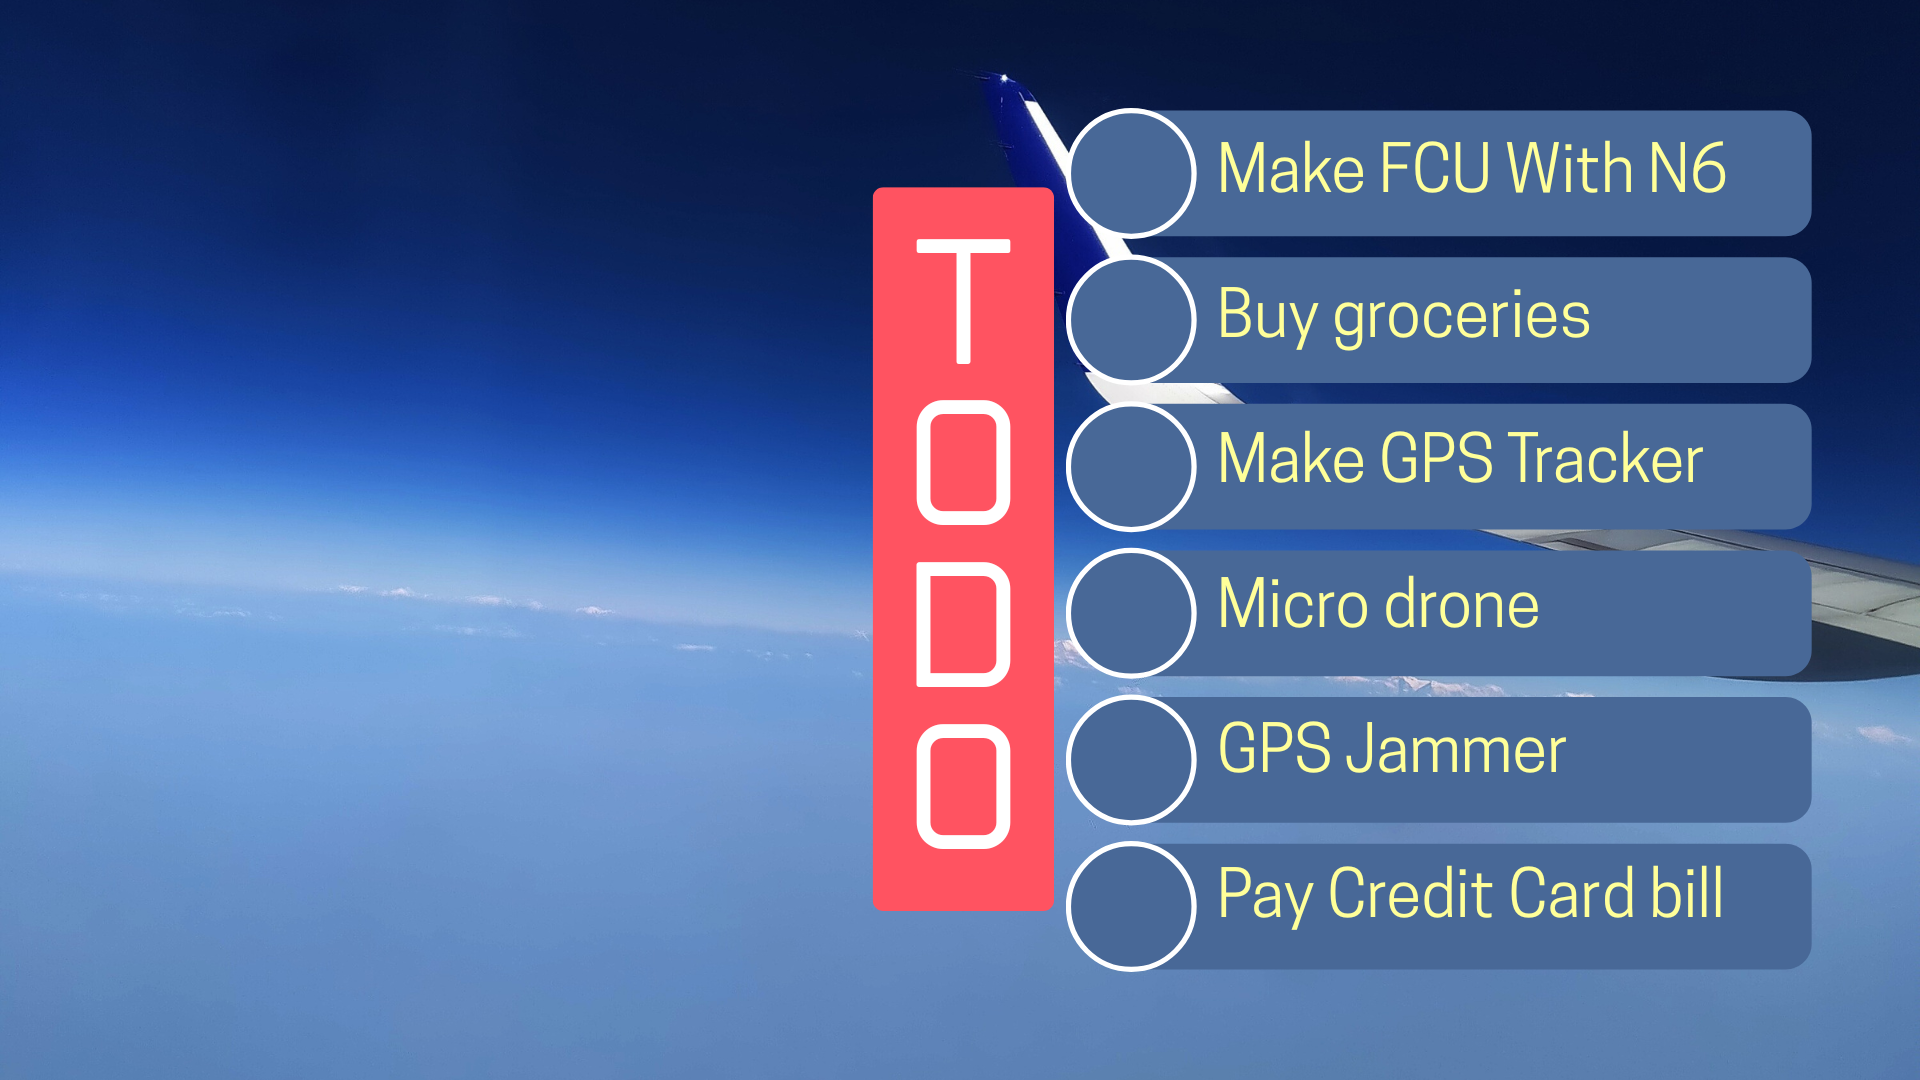 TODO
Make FCU With N6
Buy groceries
Make GPS Tracker
Micro drone
GPS Jammer
Pay Credit Card bill